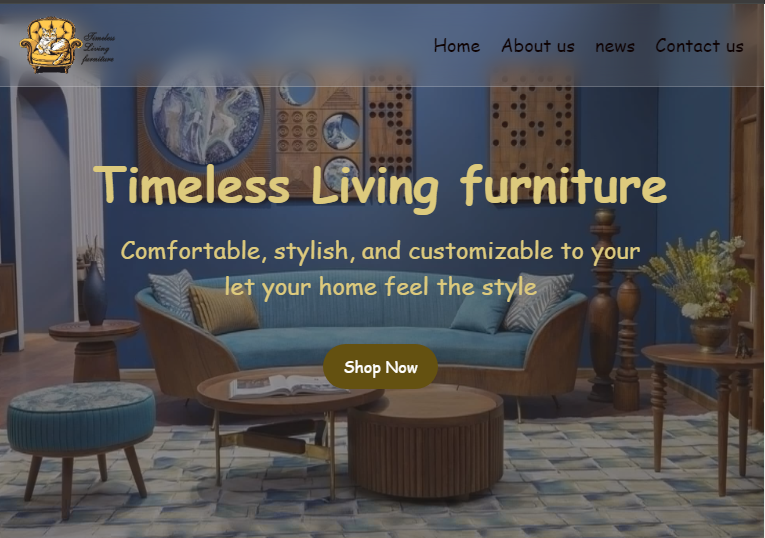 Timeless
Living
furniture
Home About us news Contact us
Timeless Living furniture
Comfortable, stylish, and customizable to your
let your home feel the style
Shop Now